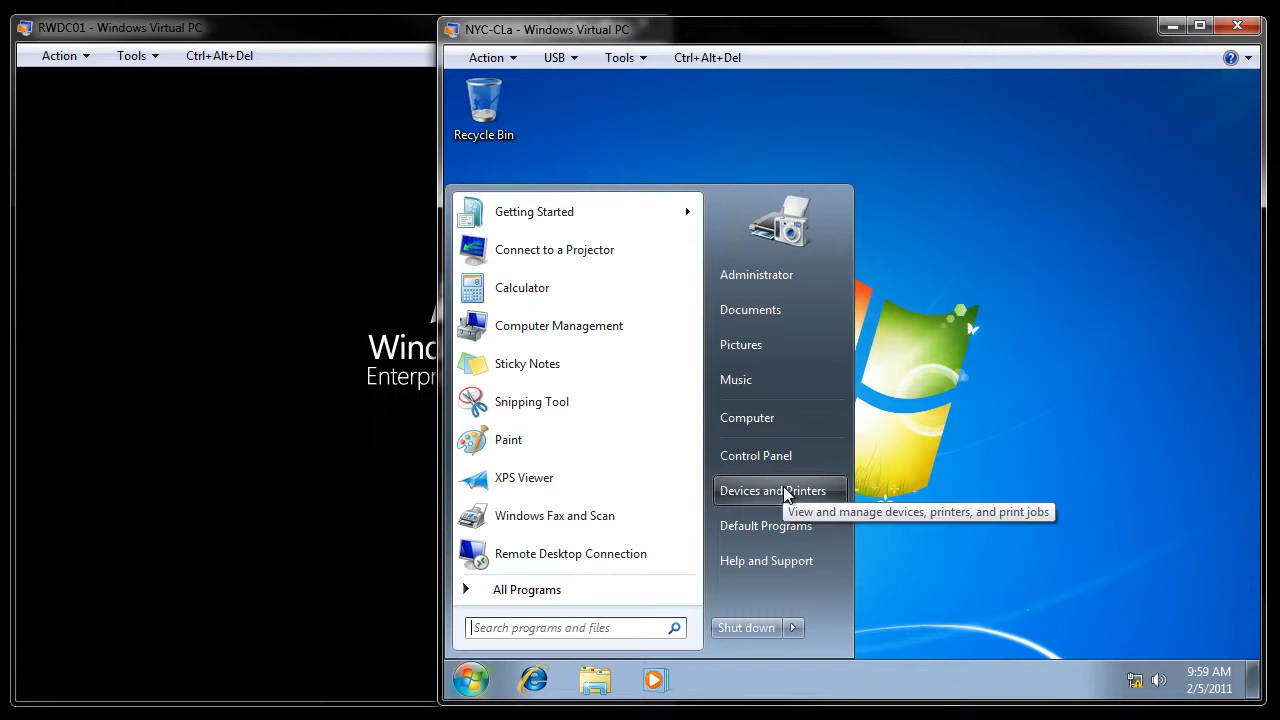 RWDC01 - Windows Virtual PC
Action Tools Ctrl+Alt+Del
Enterpr
NYC-CLa - Windows Virtual PC
Action USB Tools Ctrl+Alt+Del
Recycle Bin
Getting Started
Connect to a Projector
Calculator
Computer Management
Sticky Notes
Snipping Tool
Paint
XPS Viewer
Windows Fax and Scan
Remote Desktop Connection
All Programs
Search programs and files
Administrator
Documents
Pictures
Music
Computer
Control Panel
Devices and Printers
View and manage devices, printers, and print jobs
Default Programs
Help and Support
Shut down
9:59 AM
2/5/2011